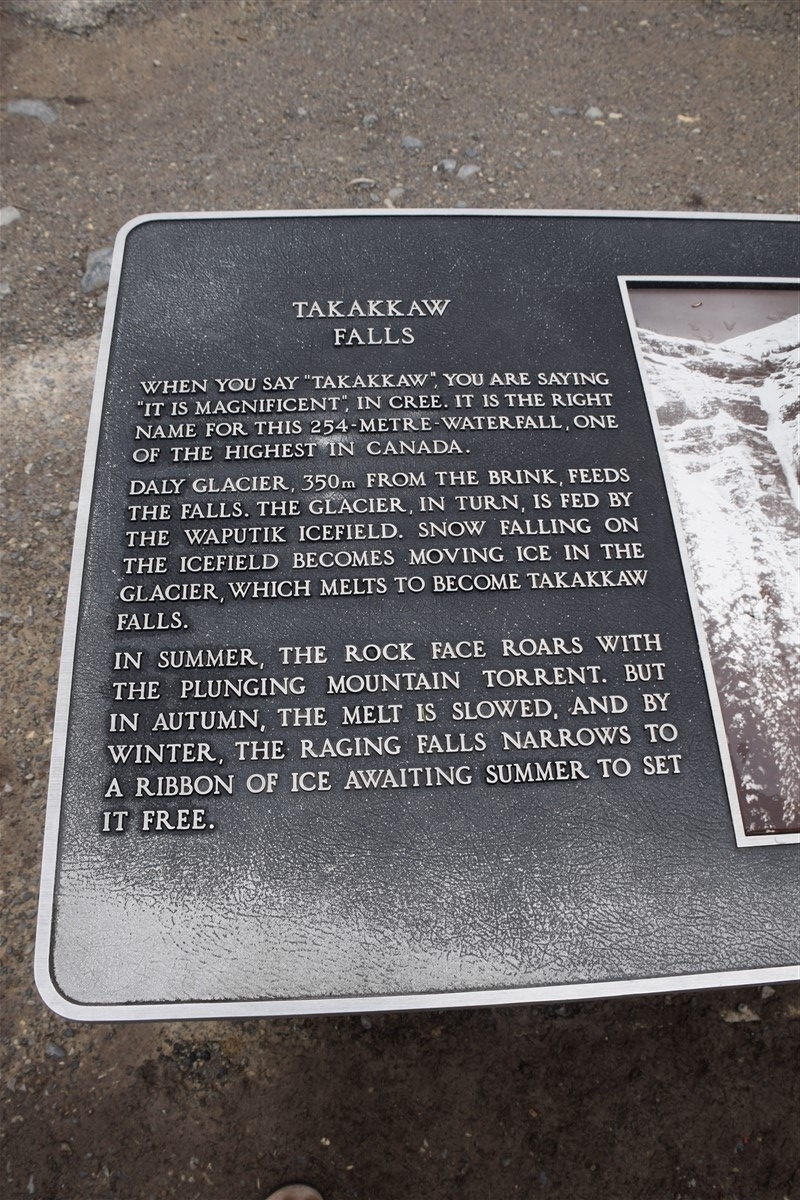 TAKAKKAW
FALLS
WHEN YOU SAY "TAKAKKAW", YOU ARE SAYING
"IT IS MAGNIFICENT", IN CREE. IT IS THE RIGHT
NAME FOR THIS 254-METRE-WATERFALL, ONE
OF THE HIGHEST IN CANADA.
DALY GLACIER, 350m FROM THE BRINK, FEEDS
THE FALLS. THE GLACIER, IN TURN, IS FED BY
THE WAPUTIK ICEFIELD. SNOW FALLING ON
THE ICEFIELD BECOMES MOVING ICE IN THE
GLACIER, WHICH MELTS TO BECOME TAKAKKAW
FALLS.
IN SUMMER, THE ROCK FACE ROARS WITH
THE PLUNGING MOUNTAIN TORRENT. BUT
IN AUTUMN, THE MELT IS SLOWED, AND BY
WINTER, THE RAGING FALLS NARROWS TO
A RIBBON OF ICE AWAITING SUMMER TO SET
IT FREE.